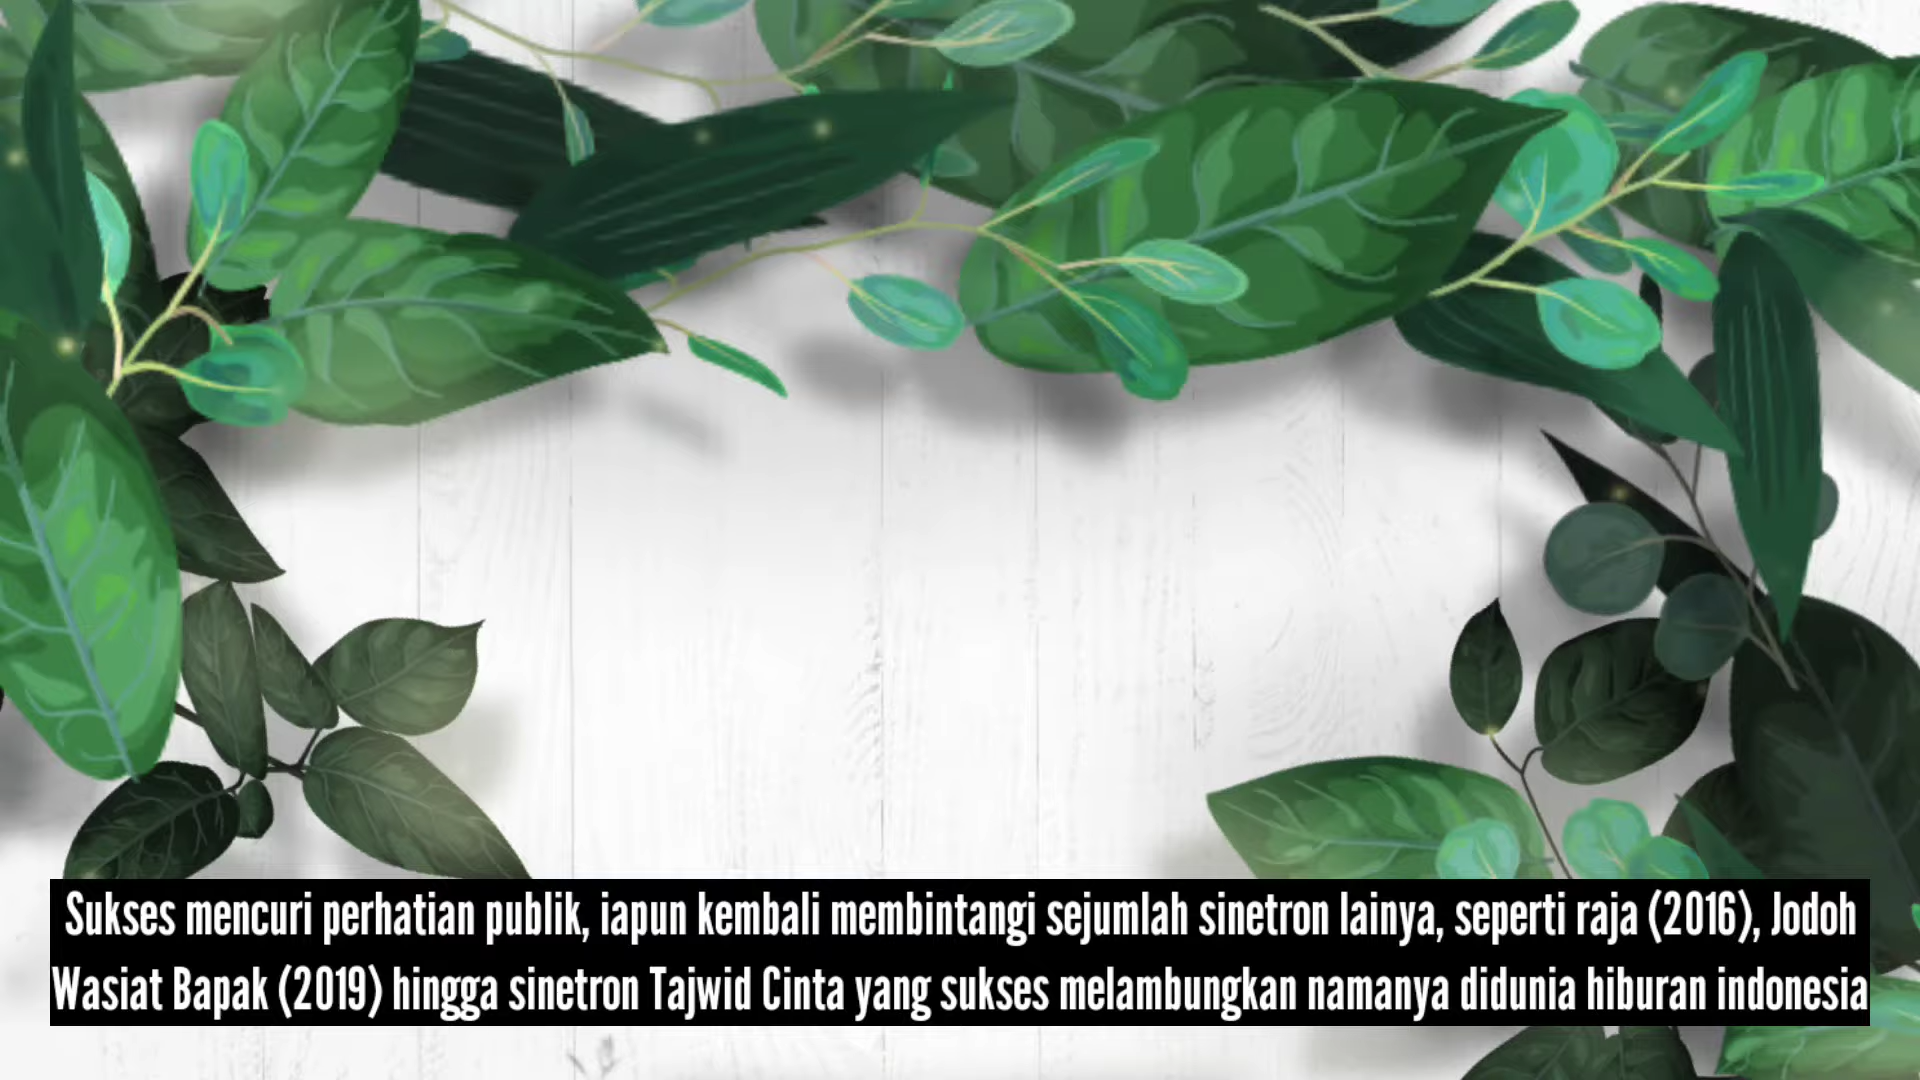 Sukses mencuri perhatian publik, iapun kembali membintangi sejumlah sinetron lainya, seperti raja (2016), Jodoh
Wasiat Bapak (2019) hingga sinetron Tajwid Cinta yang sukses melambungkan namanya didunia hiburan indonesia